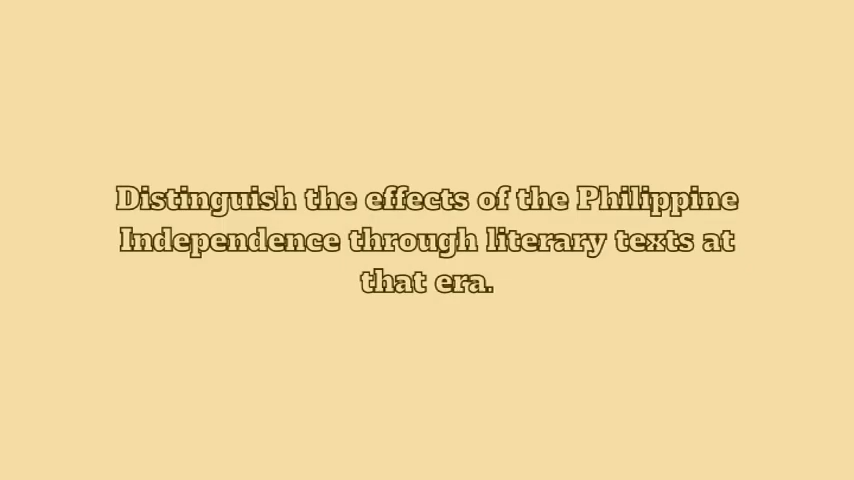 Distinguish the effects of the Philippine
Independence through literary texts at
that era.